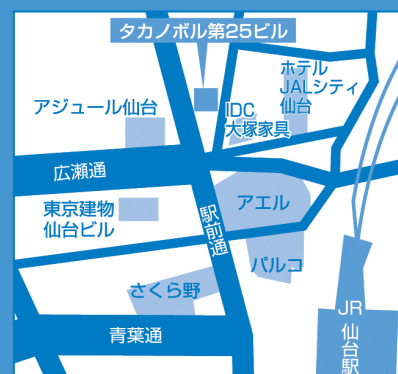 タカノボル第25ビル
ホテル
JALシティ
仙台
アジュール仙台
IDC
大塚家具
広瀬通
東京建物
仙台ビル
駅前通
アエル
パルコ
さくら野
青葉通
JR
仙台駅